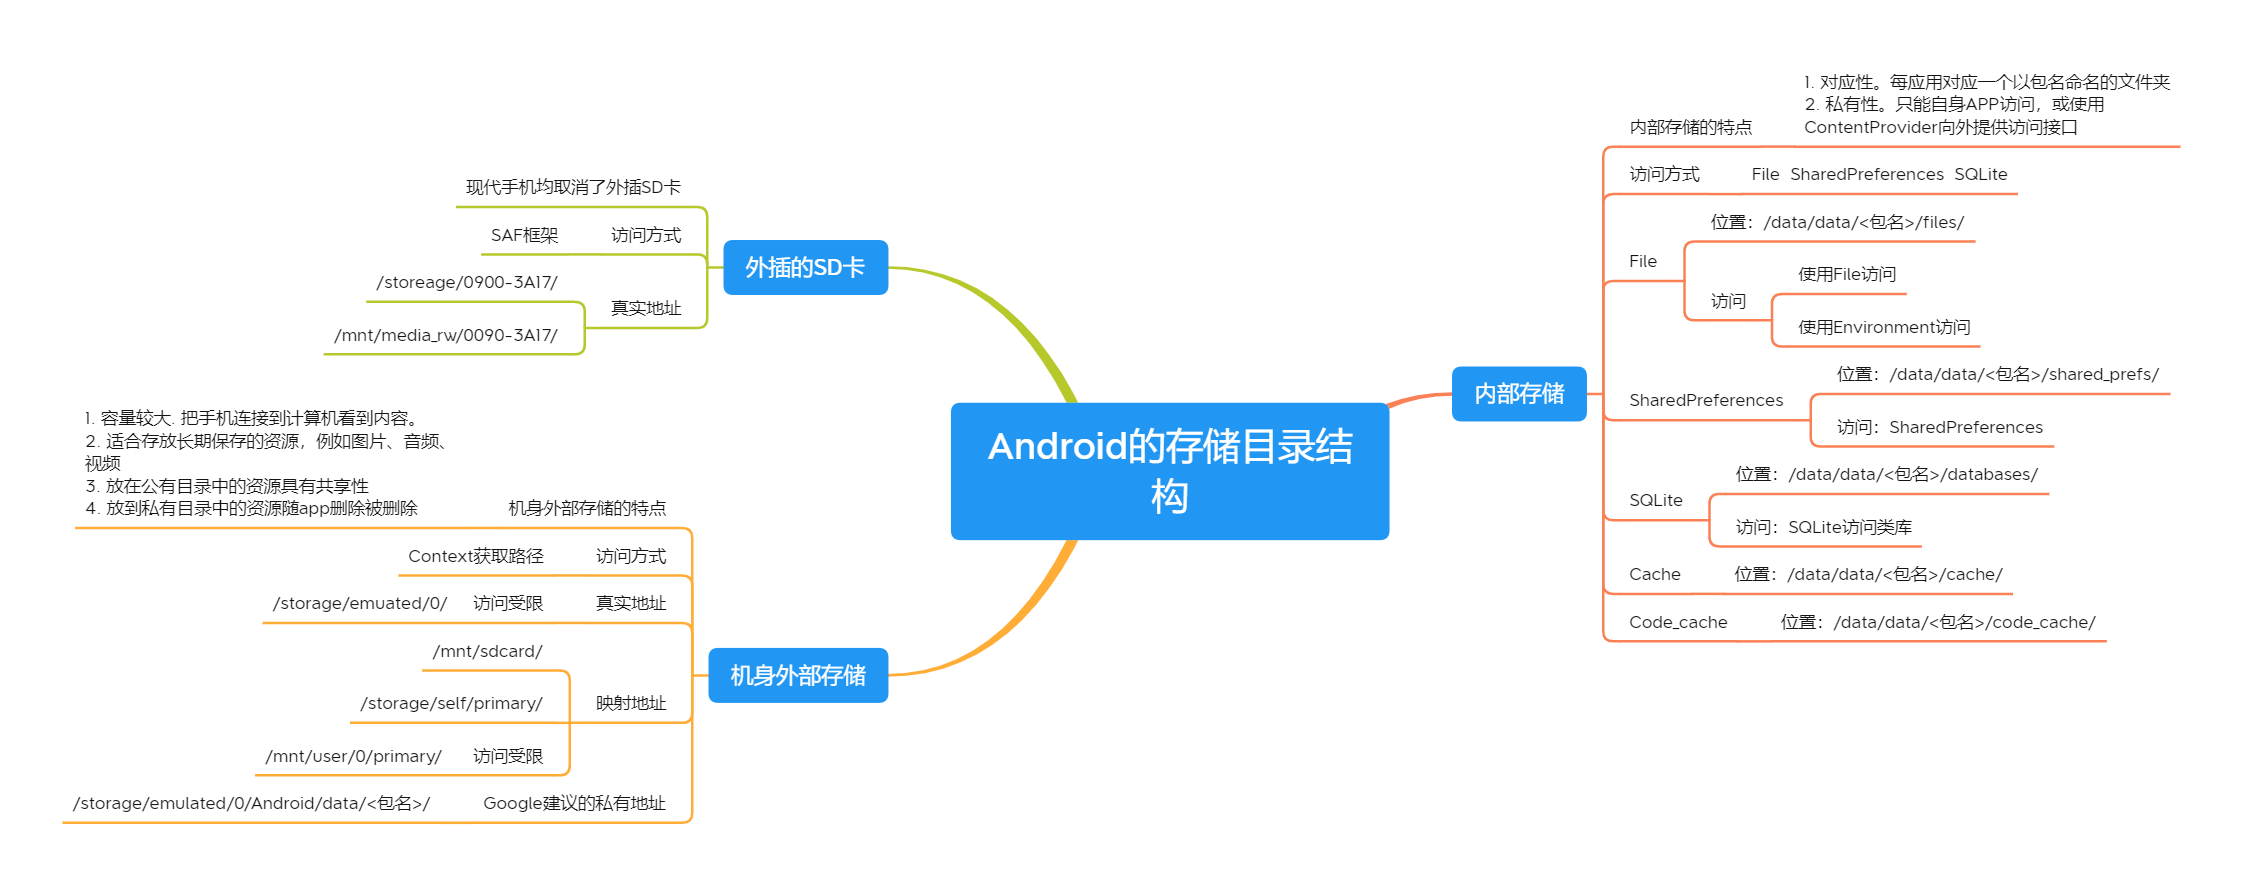 Android的存储目录结
构
内部存储
内部存储的特点
1. 对应性。每应用对应一个以包名命名的文件夹
2. 私有性。只能自身APP访问，或使用
ContentProvider向外提供访问接口
访问方式
File  SharedPreferences  SQLite
File
位置：/data/data/<包名>/files/
访问
使用File访问
使用Environment访问
SharedPreferences
位置：/data/data/<包名>/shared_prefs/
访问：SharedPreferences
SQLite
位置：/data/data/<包名>/databases/
访问：SQLite访问类库
Cache
位置：/data/data/<包名>/cache/
Code_cache
位置：/data/data/<包名>/code_cache/
外插的SD卡
现代手机均取消了外插SD卡
访问方式
SAF框架
真实地址
/storeage/0900-3A17/
/mnt/media_rw/0090-3A17/
机身外部存储
机身外部存储的特点
1. 容量较大. 把手机连接到计算机看到内容。
2. 适合存放长期保存的资源，例如图片、音频、
视频
3. 放在公有目录中的资源具有共享性
4. 放到私有目录中的资源随app删除被删除
访问方式
Context获取路径
真实地址
访问受限
/storage/emuated/0/
映射地址
/mnt/sdcard/
/storage/self/primary/
访问受限
/mnt/user/0/primary/
Google建议的私有地址
/storage/emulated/0/Android/data/<包名>/